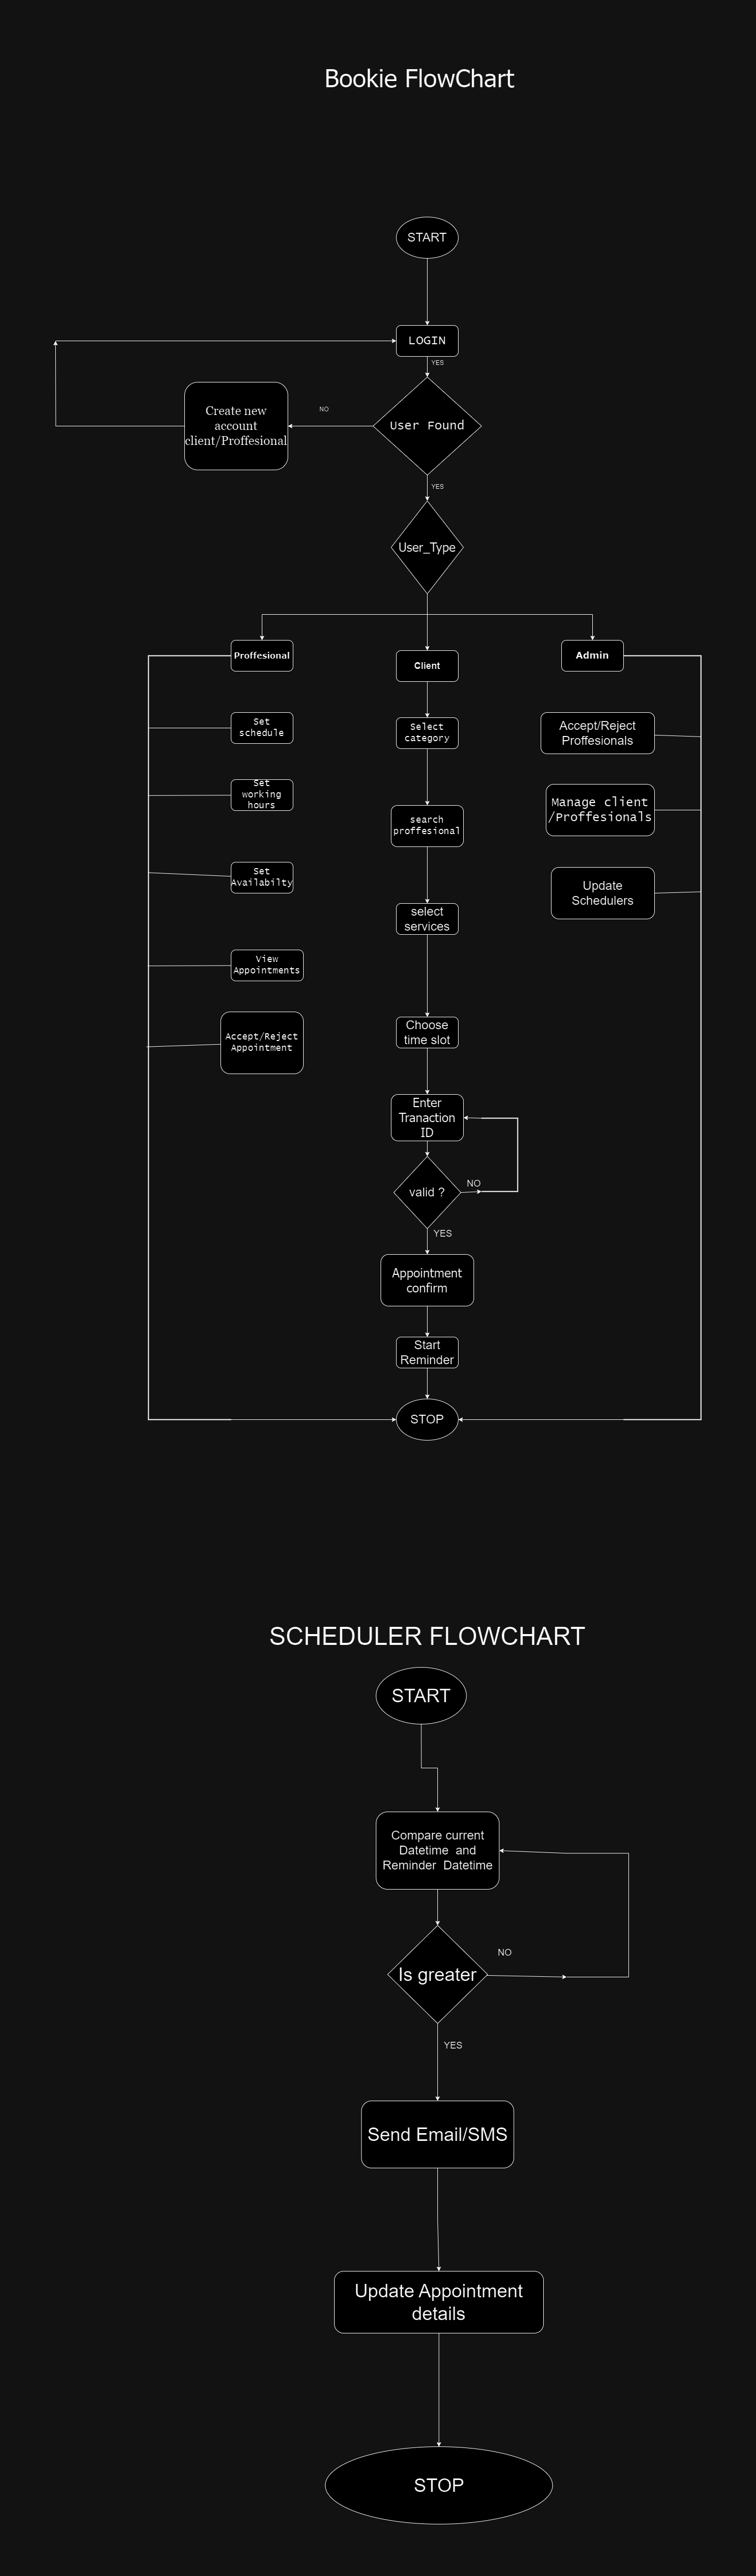 Bookie FlowChart
START
LOGIN
YES
Create new
account
client/Proffesional
NO
User Found
YES
User_Type
Proffesional
Client
Admin
Set
schedule
Select
category
Accept/Reject
Proffesionals
Set
working
hours
search
proffesional
Manage client
/Proffesionals
Set
Availabilty
select
services
Update
Schedulers
View
Appointments
Accept/Reject
Appointment
Choose
time slot
Enter
Tranaction
ID
valid ?
NO
YES
Appointment
confirm
Start
Reminder
STOP
SCHEDULER FLOWCHART
START
Compare current
Datetime and
Reminder Datetime
NO
Is greater
YES
Send Email/SMS
Update Appointment
details
STOP